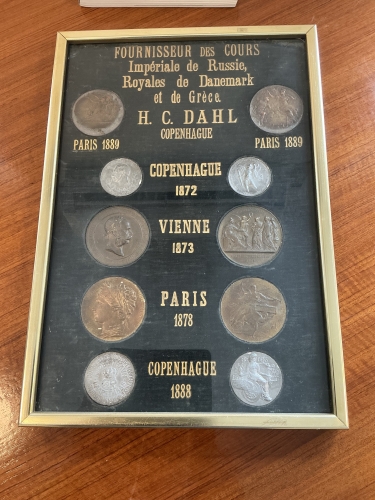 FOURNISSEUR DES COURS
Impériale de Russie,
Royales de Danemark
et de Grèce.
H. C. DAHL
COPENHAGUE
PARIS 1889
PARIS 1889
COPENHAGUE
1872
VIENNE
1873
PARIS
1878
COPENHAGUE
1888